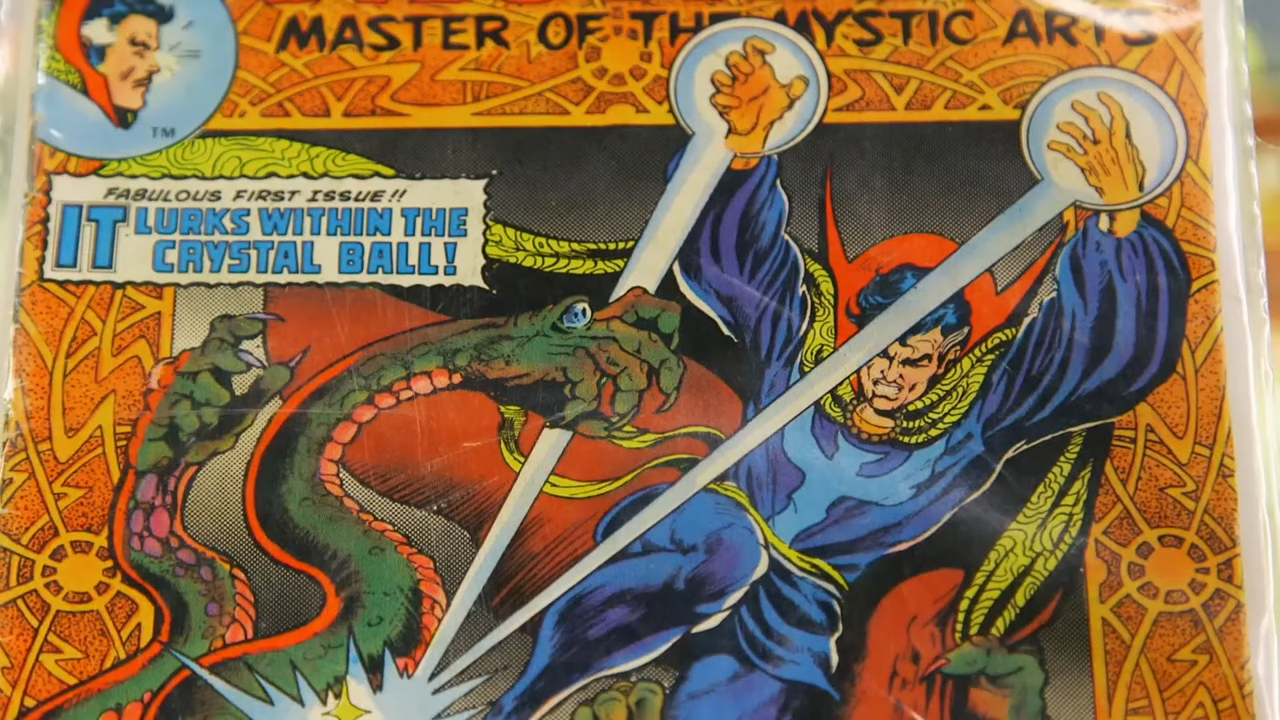 MASTER OF THE MYSTIC ARTS
TM
FABULOUS FIRST ISSUE!!
IT LURKS WITHIN THE
CRYSTAL BALL!